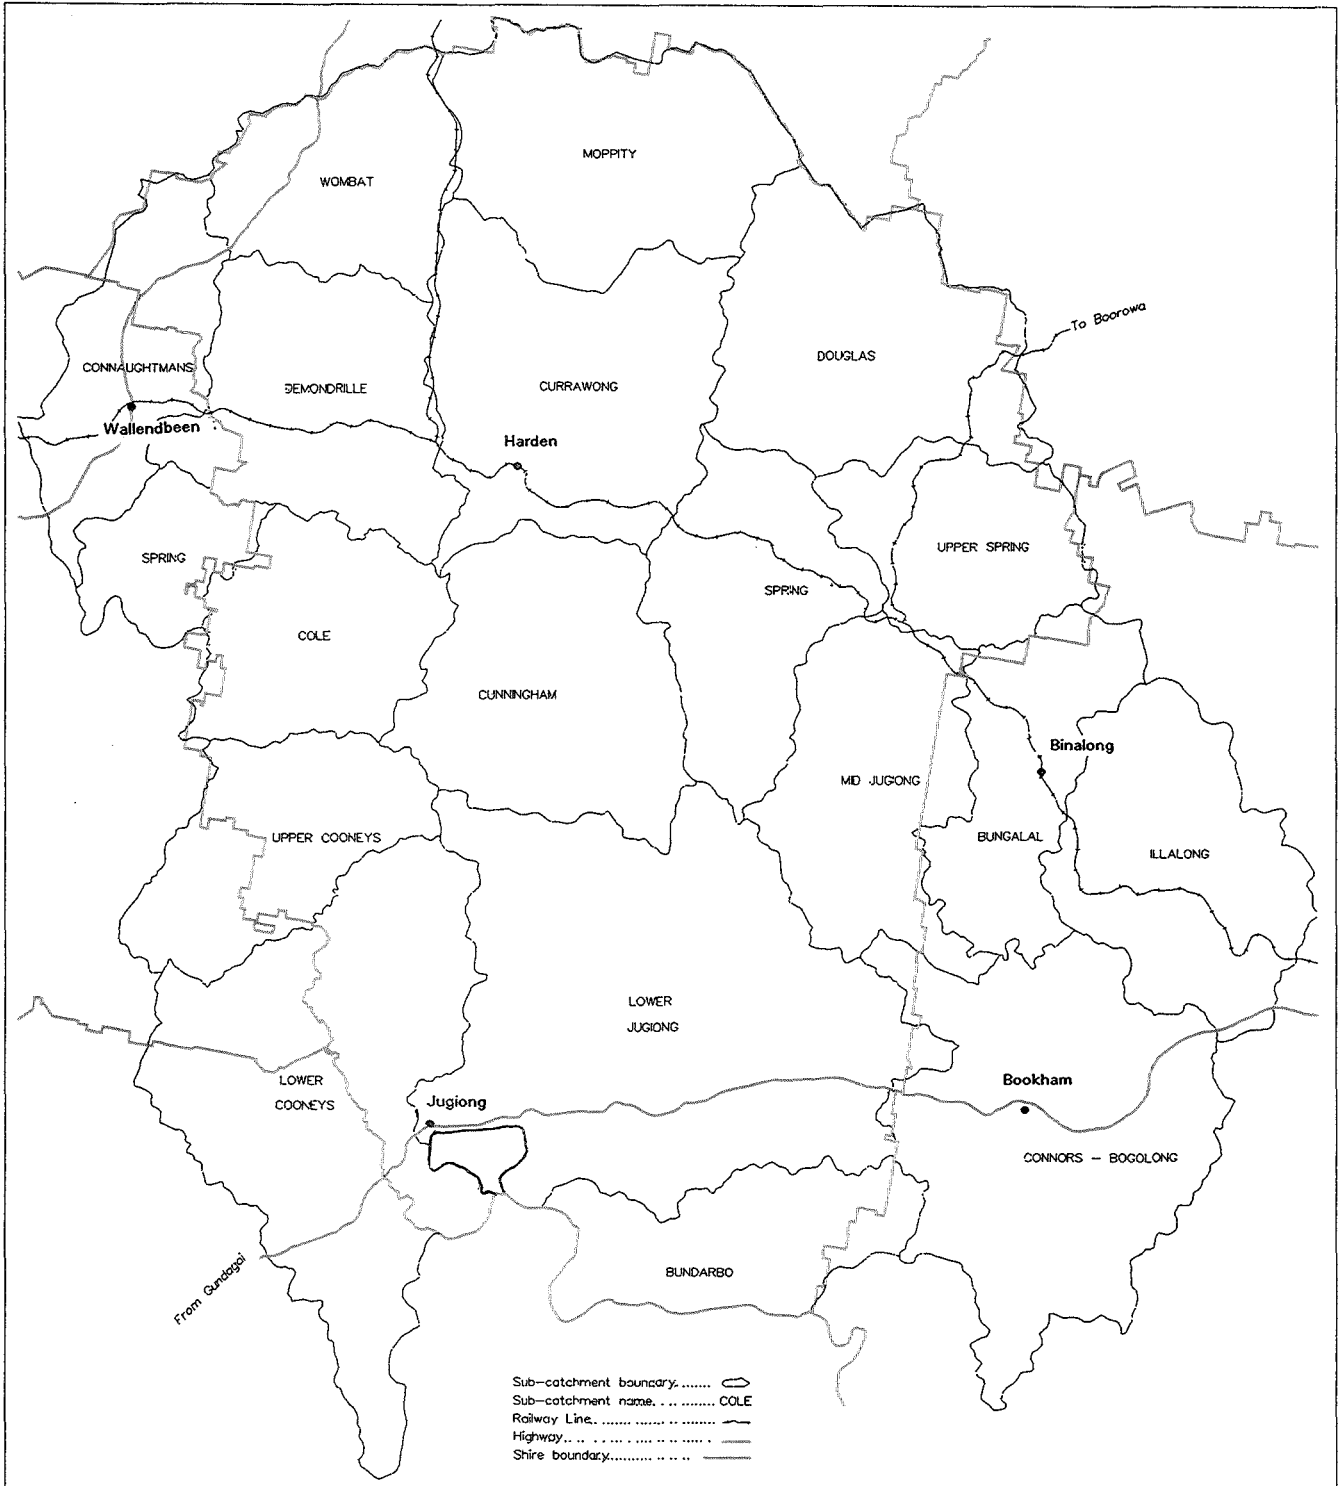 MOPPITY
WOMBAT
To Boorowa
DOUGLAS
CONNAUGHTMANS
DEMONDRILLE
CURRAWONG
Wallendbeen
Harden
UPPER SPRING
SPRING
SPRING
COLE
CUNNINGHAM
Binalong
MID JUGIONG
UPPER COONEYS
BUNGALAL
ILLALONG
LOWER
JUGIONG
LOWER
COONEYS
Bookham
Jugiong
CONNORS - BOGOLONG
From Gundagai
BUNDARBO
Sub-catchment boundary........
Sub-catchment name........... COLE
Railway Line........................
Highway............................
Shire boundary...................